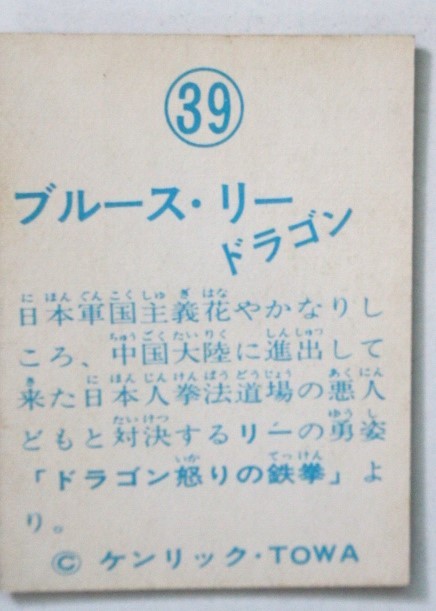 39
ブルース・リー
ドラゴン
日本軍国主義花やかなりし
ころ、中国大陸に進出して
来た日本人拳法道場の悪人
どもと対決するリーの勇姿
「ドラゴン怒りの鉄拳」よ
り。
© ケンリック・TOWA